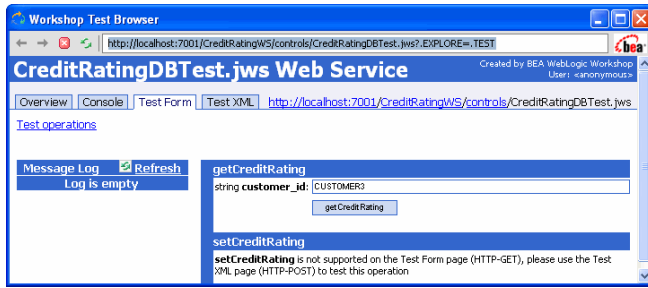 Workshop Test Browser
http://localhost:7001/CreditRatingWS/controls/CreditRatingDBTest.jws?.EXPLORE=.TEST
bea
CreditRatingDBTest.jws Web Service
Created by BEA WebLogic Workshop
User: <anonymous>
Overview Console Test Form Test XML http://localhost:7001/CreditRatingWS/controls/CreditRatingDBTest.jws
Test operations
Message Log Refresh
Log is empty
getCreditRating
string customer_id: CUSTOMER3
getCreditRating
setCreditRating
setCreditRating is not supported on the Test Form page (HTTP-GET), please use the Test
XML page (HTTP-POST) to test this operation